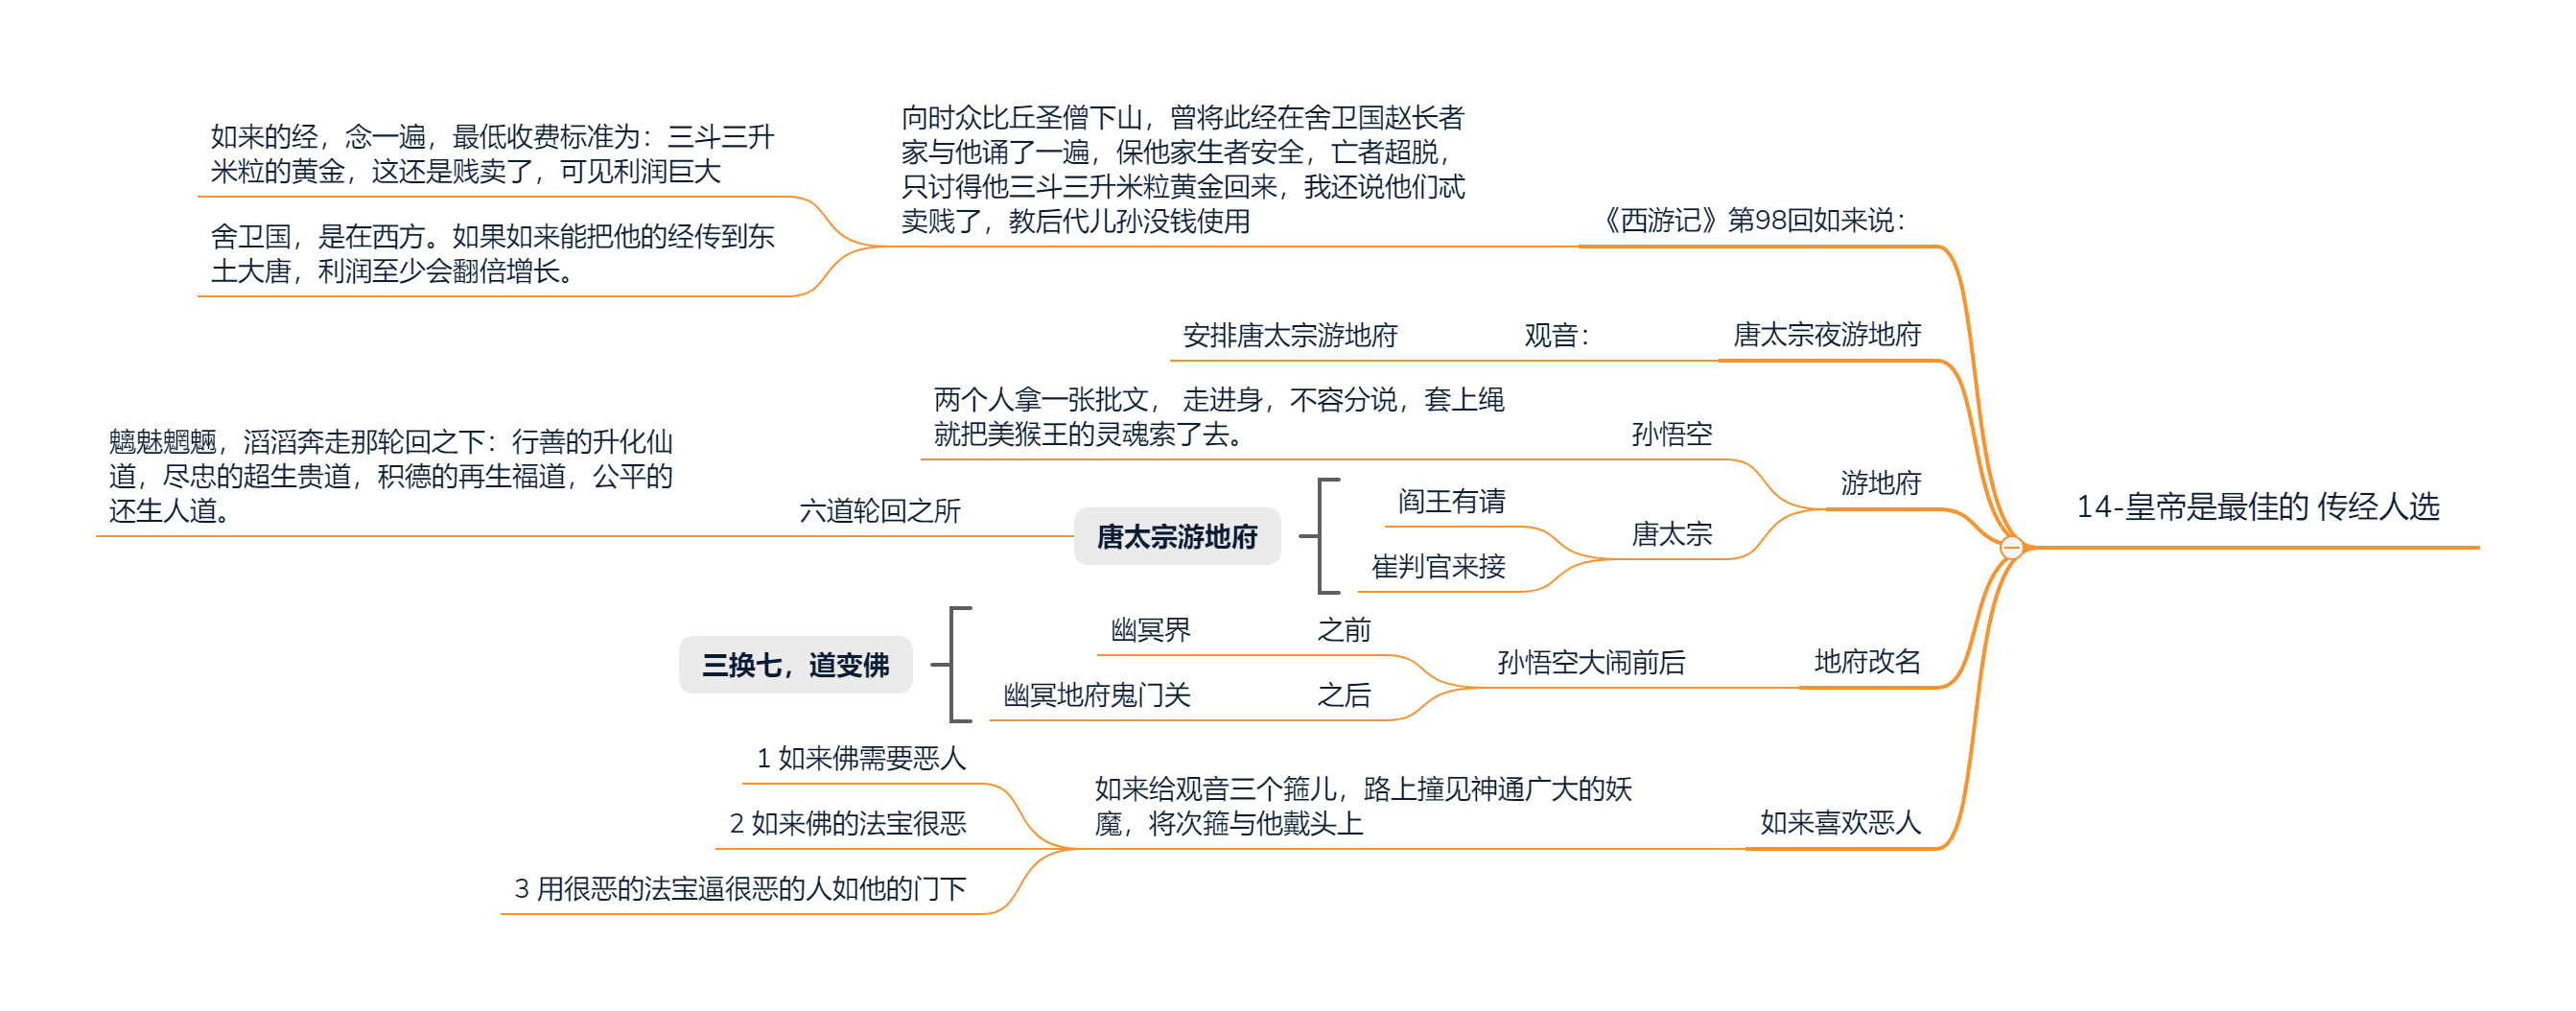 14-皇帝是最佳的 传经人选
《西游记》第98回如来说：
向时众比丘圣僧下山，曾将此经在舍卫国赵长者
家与他诵了一遍，保他家生者安全，亡者超脱，
只讨得他三斗三升米粒黄金回来，我还说他们忒
卖贱了，教后代儿孙没钱使用
如来的经，念一遍，最低收费标准为：三斗三升
米粒的黄金，这还是贱卖了，可见利润巨大
舍卫国，是在西方。如果如来能把他的经传到东
土大唐，利润至少会翻倍增长。
唐太宗夜游地府
观音：
安排唐太宗游地府
游地府
孙悟空
两个人拿一张批文， 走进身，不容分说，套上绳
就把美猴王的灵魂索了去。
唐太宗
阎王有请
崔判官来接
唐太宗游地府
六道轮回之所
魑魅魍魉，滔滔奔走那轮回之下：行善的升化仙
道，尽忠的超生贵道，积德的再生福道，公平的
还生人道。
地府改名
孙悟空大闹前后
之前
幽冥界
之后
幽冥地府鬼门关
三换七，道变佛
如来喜欢恶人
如来给观音三个箍儿，路上撞见神通广大的妖
魔，将次箍与他戴头上
1 如来佛需要恶人
2 如来佛的法宝很恶
3 用很恶的法宝逼很恶的人如他的门下